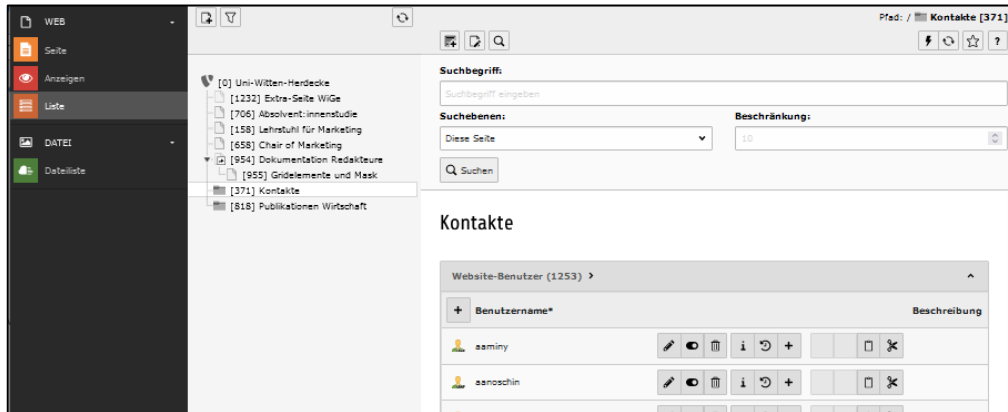 WEB
Seite
Anzeigen
Liste
DATEI
Dateiliste
[0] Uni-Witten-Herdecke
[1232] Extra-Seite WiGe
[706] Absolvent:innenstudie
[158] Lehrstuhl für Marketing
[658] Chair of Marketing
[954] Dokumentation Redakteure
[955] Gridelemente und Mask
[371] Kontakte
[818] Publikationen Wirtschaft
Pfad: / Kontakte [371]
Suchbegriff:
Suchbegriff eingeben
Suchebenen: Beschränkung:
Diese Seite 10
Suchen
Kontakte
Website-Benutzer (1253)
Benutzername* Beschreibung
aaminy
aanoschin